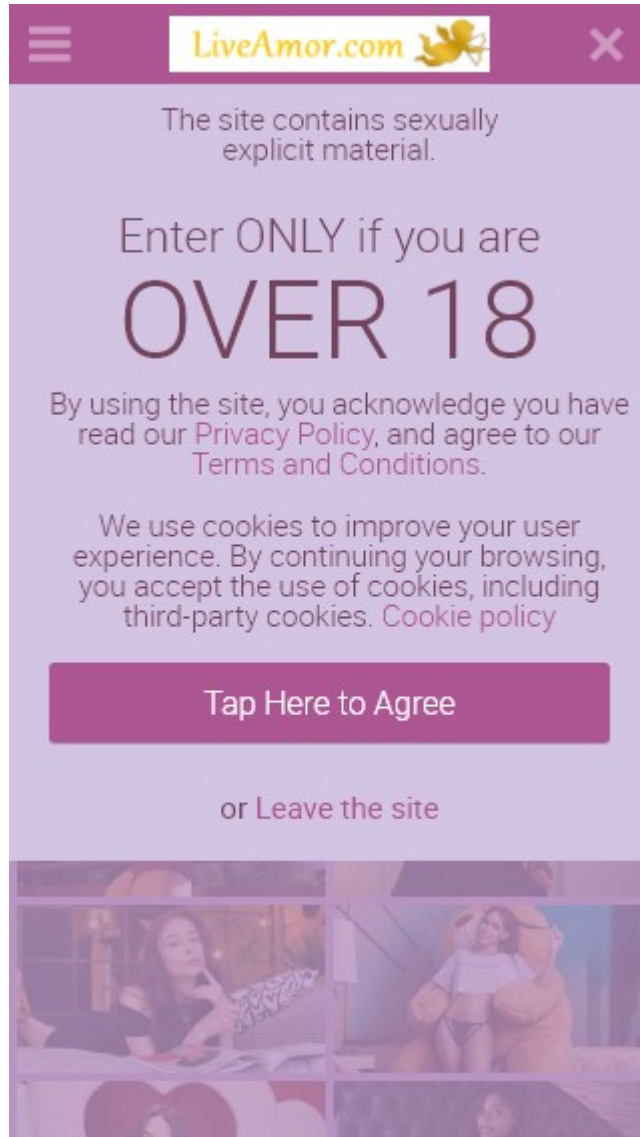 LiveAmor.com
The site contains sexually
explicit material.
Enter ONLY if you are
OVER 18
By using the site, you acknowledge you have
read our Privacy Policy, and agree to our
Terms and Conditions.
We use cookies to improve your user
experience. By continuing your browsing,
you accept the use of cookies, including
third-party cookies. Cookie policy
Tap Here to Agree
or Leave the site